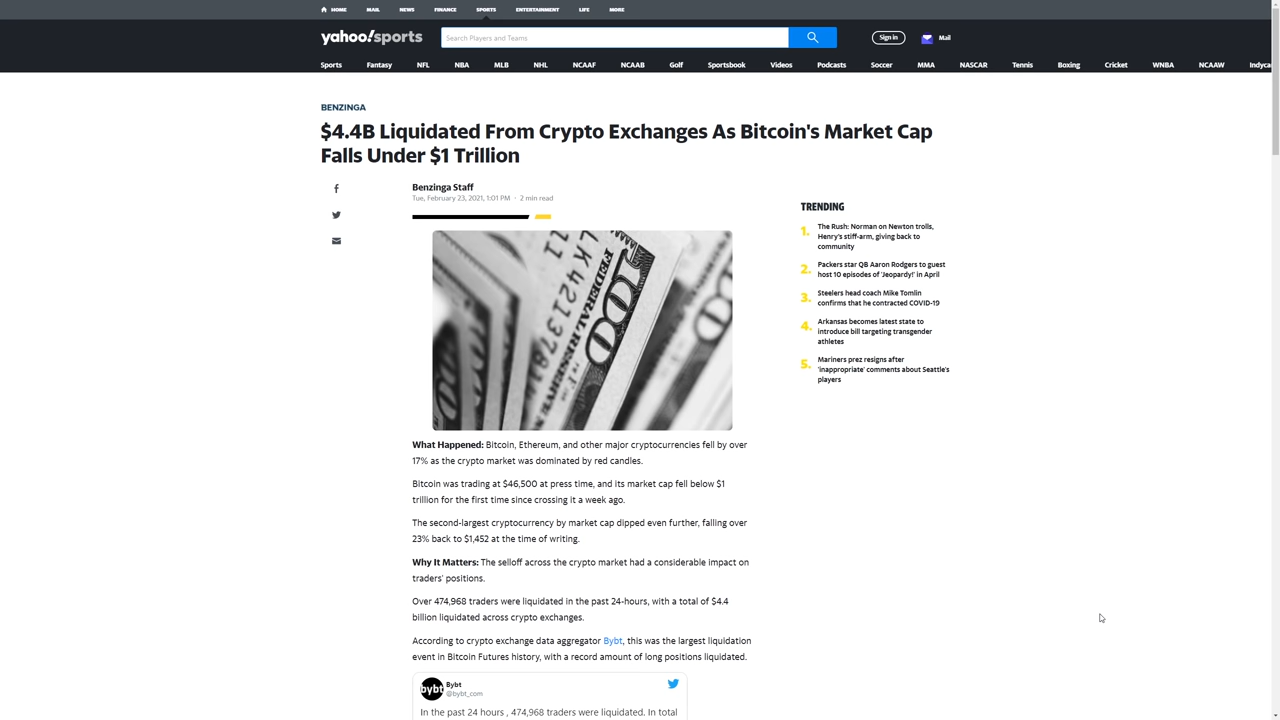 HOME MAIL NEWS FINANCE SPORTS ENTERTAINMENT LIFE MORE
yahoo!sports Search Players and Teams Sign in Mail
Sports Fantasy NFL NBA MLB NHL NCAAF NCAAB Golf Sportsbook Videos Podcasts Soccer MMA NASCAR Tennis Boxing Cricket WNBA NCAAW Indycar
BENZINGA
$4.4B Liquidated From Crypto Exchanges As Bitcoin's Market Cap
Falls Under $1 Trillion
Benzinga Staff
Tue, February 23, 2021, 1:01 PM · 2 min read
LK421378
FEDERAL RESERVE
100
What Happened: Bitcoin, Ethereum, and other major cryptocurrencies fell by over
17% as the crypto market was dominated by red candles.
Bitcoin was trading at $46,500 at press time, and its market cap fell below $1
trillion for the first time since crossing it a week ago.
The second-largest cryptocurrency by market cap dipped even further, falling over
23% back to $1,452 at the time of writing.
Why It Matters: The selloff across the crypto market had a considerable impact on
traders' positions.
Over 474,968 traders were liquidated in the past 24-hours, with a total of $4.4
billion liquidated across crypto exchanges.
According to crypto exchange data aggregator Bybt, this was the largest liquidation
event in Bitcoin Futures history, with a record amount of long positions liquidated.
bybt Bybt
@bybt_com
In the past 24 hours , 474,968 traders were liquidated. In total
TRENDING
1. The Rush: Norman on Newton trolls,
Henry's stiff-arm, giving back to
community
2. Packers star QB Aaron Rodgers to guest
host 10 episodes of 'Jeopardy!' in April
3. Steelers head coach Mike Tomlin
confirms that he contracted COVID-19
4. Arkansas becomes latest state to
introduce bill targeting transgender
athletes
5. Mariners prez resigns after
'inappropriate' comments about Seattle's
players